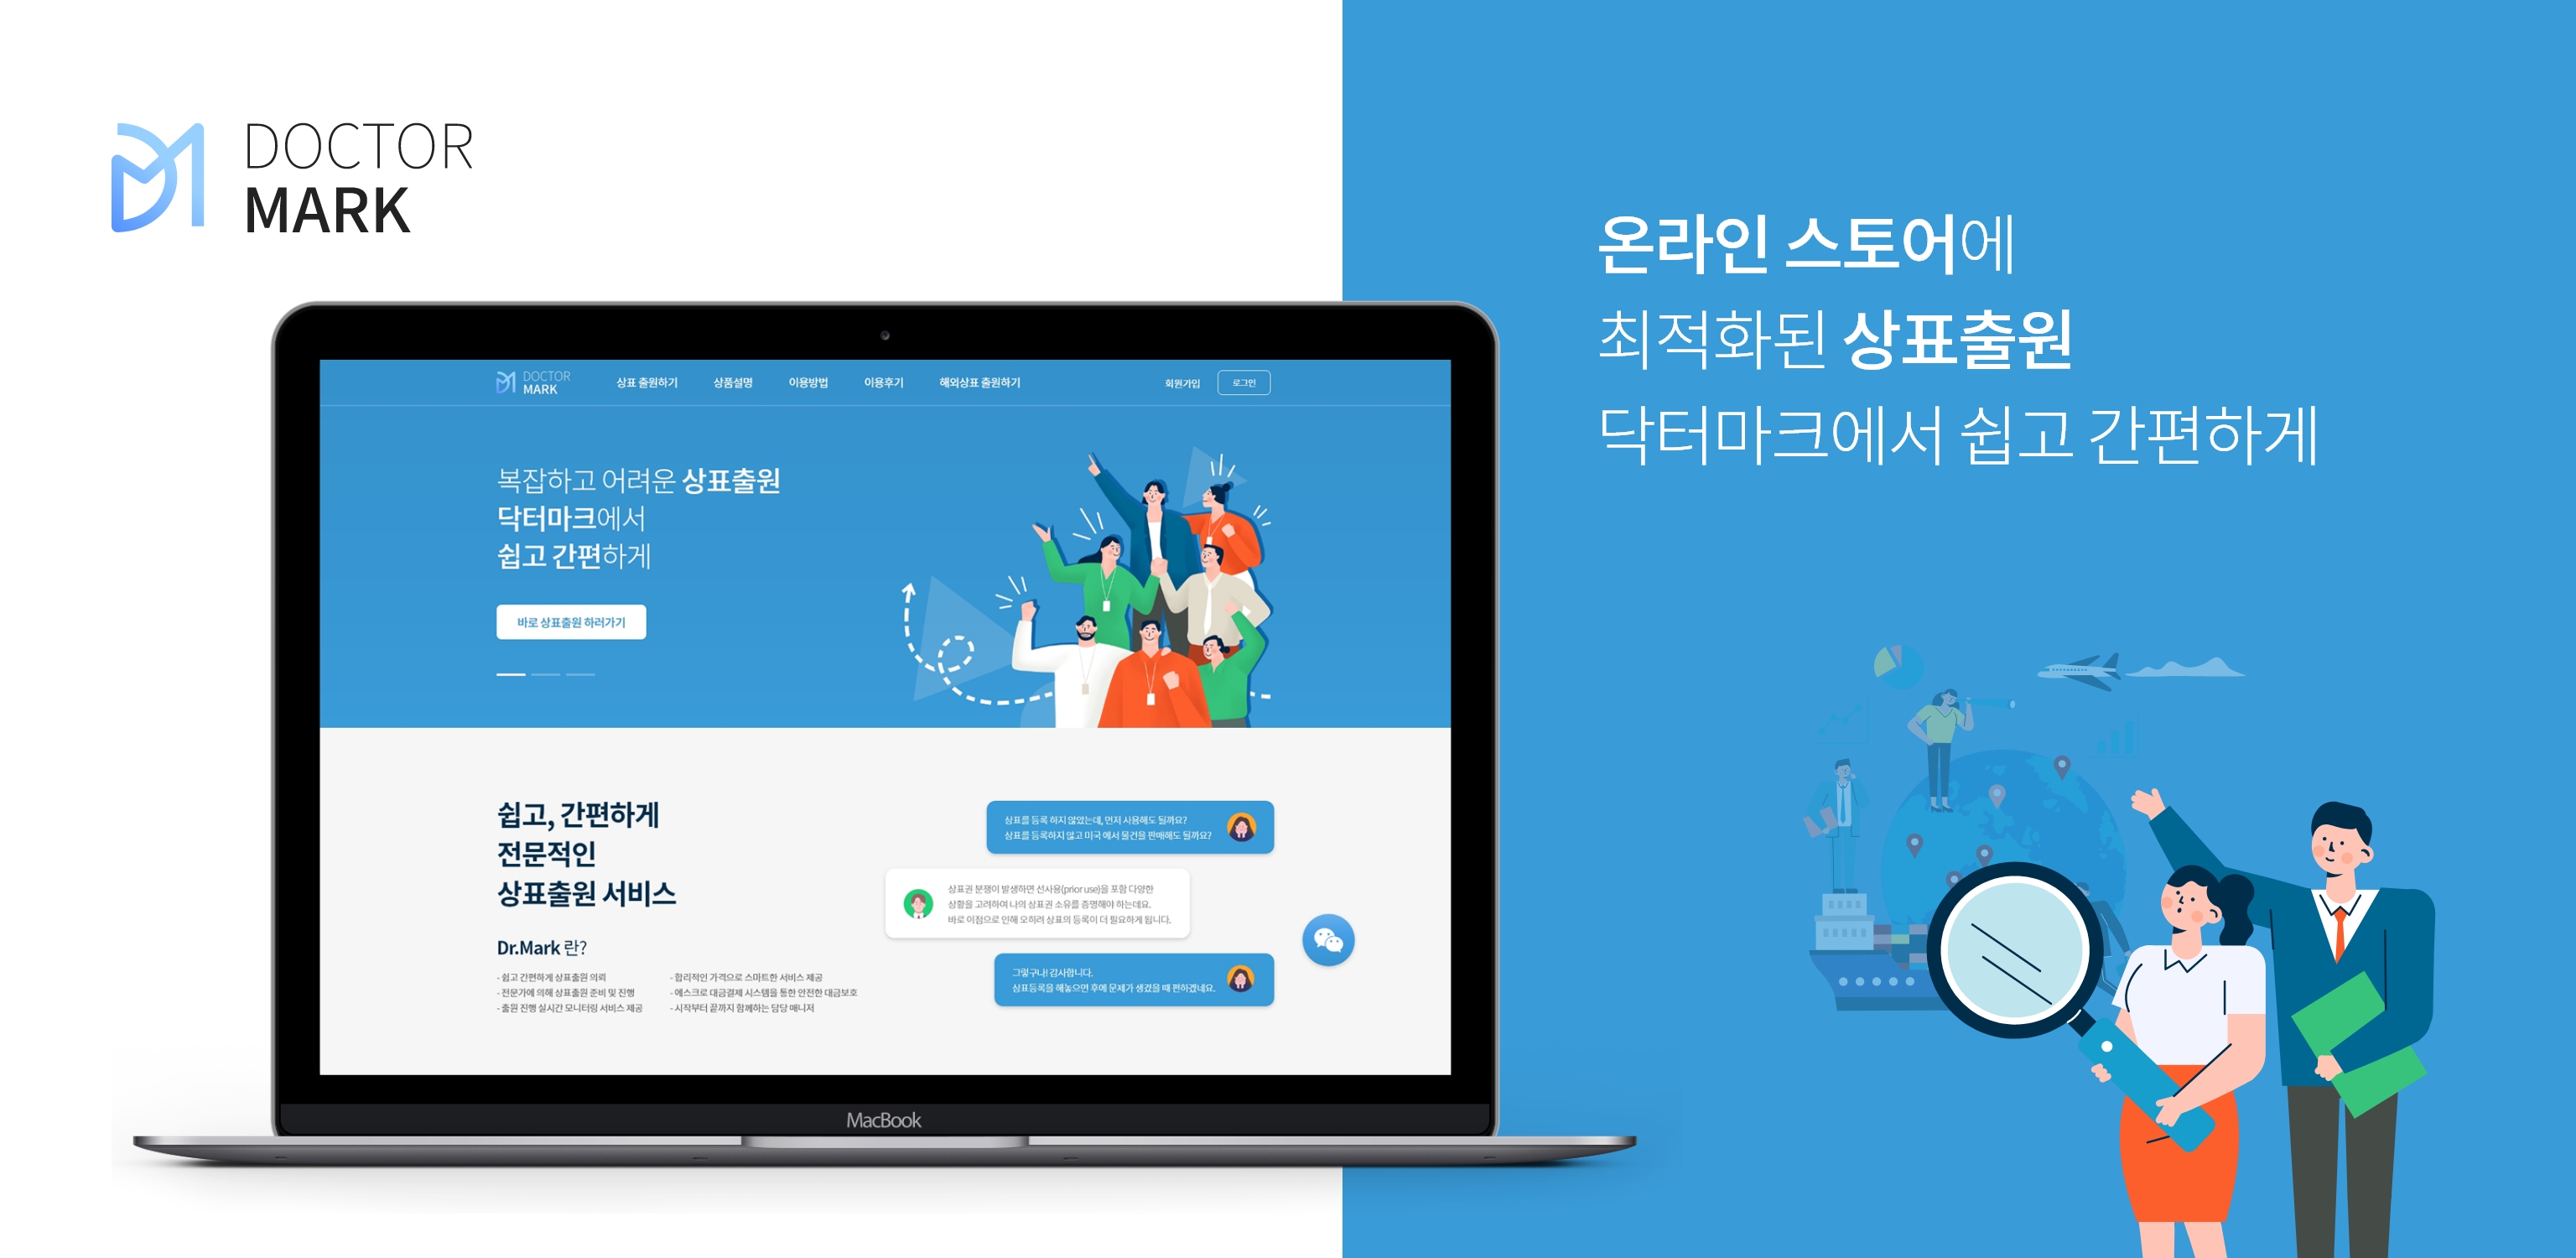 DOCTOR
MARK
온라인 스토어에
최적화된 상표출원
닥터마크에서 쉽고 간편하게
DOCTOR
MARK
상표 출원하기
상품설명
이용방법
이용후기
해외상표 출원하기
회원가입
로그인
복잡하고 어려운 상표출원
닥터마크에서
쉽고 간편하게
바로 상표출원 하러가기
쉽고, 간편하게
전문적인
상표출원 서비스
Dr.Mark 란?
- 쉽고 간편하게 상표출원 의뢰
- 전문가에 의해 상표출원 준비 및 진행
- 출원 진행 실시간 모니터링 서비스 제공
- 합리적인 가격으로 스마트한 서비스 제공
- 에스크로 대금결제 시스템을 통한 안전한 대금보호
- 시작부터 끝까지 함께하는 담당 매니저
상표를 등록 하지 않았는데, 먼저 사용해도 될까요?
상표를 등록하지 않고 미국 에서 물건을 판매해도 될까요?
상표권 분쟁이 발생하면 선사용(prior use)을 포함 다양한
상황을 고려하여 나의 상표권 소유를 증명해야 하는데요.
바로 이점으로 인해 오히려 상표의 등록이 더 필요하게 됩니다.
그렇구나! 감사합니다.
상표등록을 해놓으면 후에 문제가 생겼을 때 편하겠네요.
MacBook